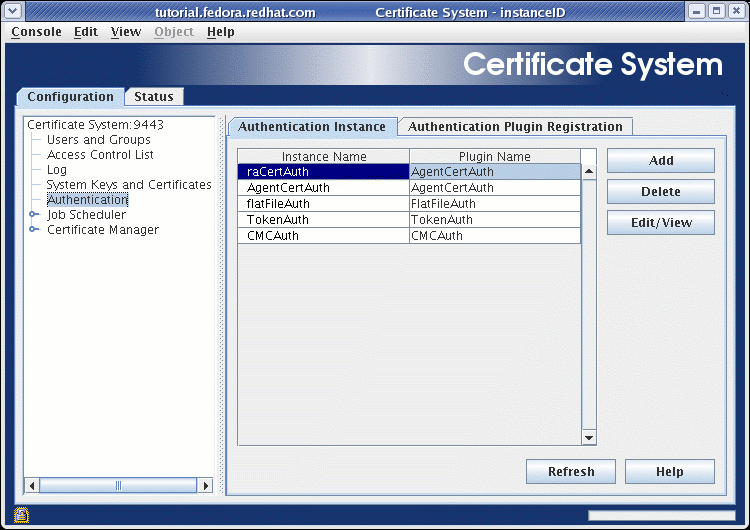 tutorial.fedora.redhat.com Certificate System - instanceID
Console Edit View Object Help
Certificate System
Configuration Status
Certificate System:9443
Users and Groups
Access Control List
Log
System Keys and Certificates
Authentication
Job Scheduler
Certificate Manager
Authentication Instance Authentication Plugin Registration
Instance Name Plugin Name
raCertAuth AgentCertAuth
AgentCertAuth AgentCertAuth
flatFileAuth FlatFileAuth
TokenAuth TokenAuth
CMCAuth CMCAuth
Add
Delete
Edit/View
Refresh Help